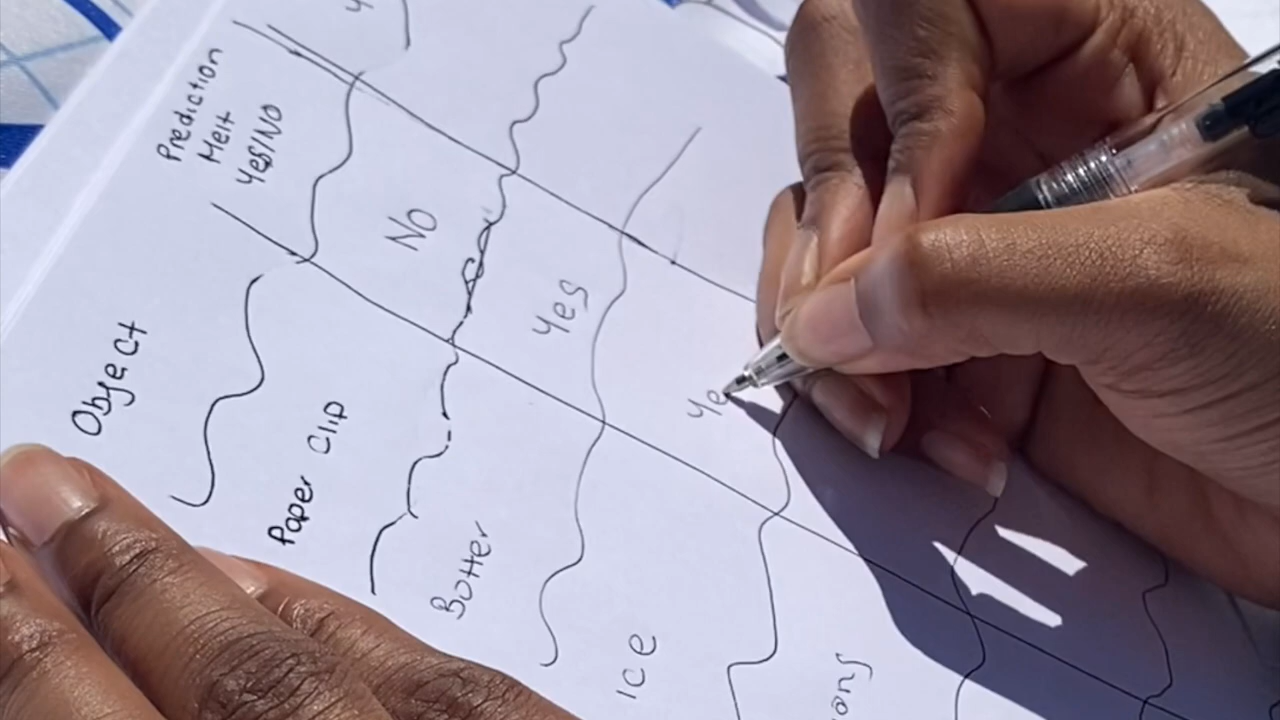 Object
Prediction
Melt
Yes/No
Paper Clip
No
Butter
Yes
Ice
Ye